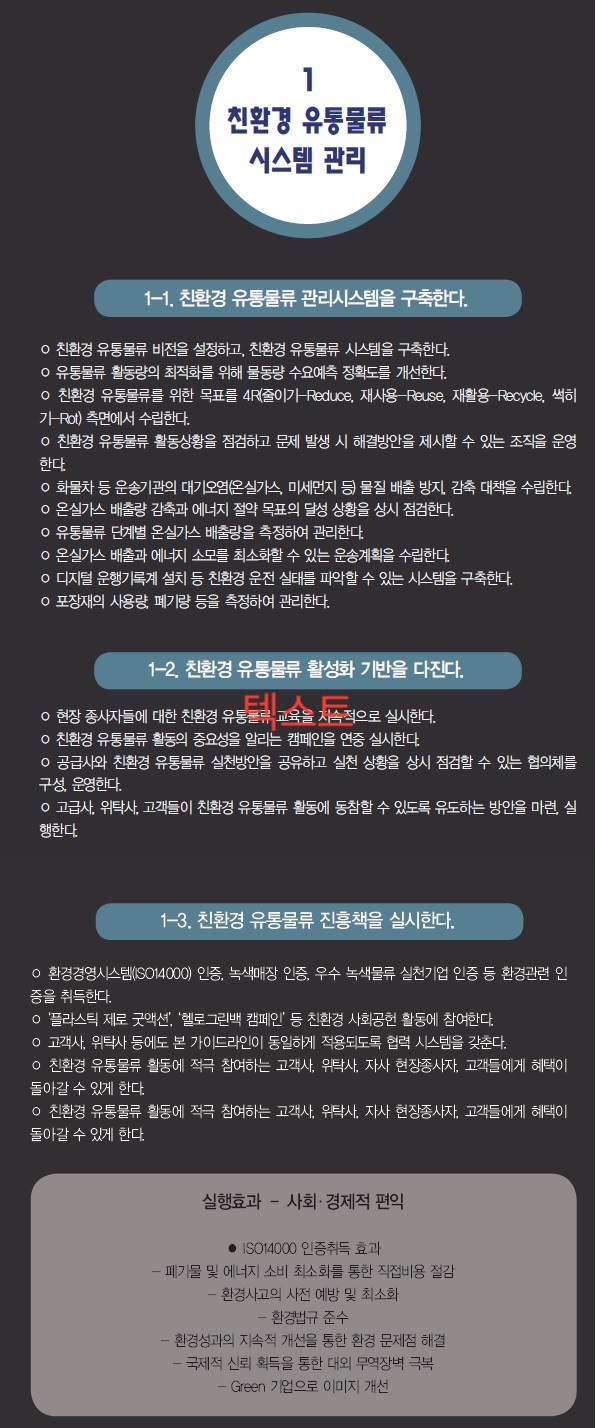 1
친환경 유통물류
시스템 관리
1-1. 친환경 유통물류 관리시스템을 구축한다.
ㅇ 친환경 유통물류 비전을 설정하고, 친환경 유통물류 시스템을 구축한다.
ㅇ 유통물류 활동량의 최적화를 위해 물동량 수요예측 정확도를 개선한다.
ㅇ 친환경 유통물류를 위한 목표를 4R(줄이기-Reduce, 재사용-Reuse, 재활용-Recycle, 썩히
기-Rot) 측면에서 수립한다.
ㅇ 친환경 유통물류 활동상황을 점검하고 문제 발생 시 해결방안을 제시할 수 있는 조직을 운영
한다.
ㅇ 화물차 등 운송기관의 대기오염(온실가스, 미세먼지 등) 물질 배출 방지, 감축 대책을 수립한다.
ㅇ 온실가스 배출량 감축과 에너지 절약 목표의 달성 상황을 상시 점검한다.
ㅇ 유통물류 단계별 온실가스 배출량을 측정하여 관리한다.
ㅇ 온실가스 배출과 에너지 소모를 최소화할 수 있는 운송계획을 수립한다.
ㅇ 디지털 운행기록계 설치 등 친환경 운전 실태를 파악할 수 있는 시스템을 구축한다.
ㅇ 포장재의 사용량, 폐기량 등을 측정하여 관리한다.
1-2. 친환경 유통물류 활성화 기반을 다진다.
텍스트
ㅇ 현장 종사자들에 대한 친환경 유통물류 교육을 지속적으로 실시한다.
ㅇ 친환경 유통물류 활동의 중요성을 알리는 캠페인을 연중 실시한다.
ㅇ 공급사와 친환경 유통물류 실천방안을 공유하고 실천 상황을 상시 점검할 수 있는 협의체를
구성, 운영한다.
ㅇ 고급사, 위탁사, 고객들이 친환경 유통물류 활동에 동참할 수 있도록 유도하는 방안을 마련, 실
행한다.
1-3. 친환경 유통물류 진흥책을 실시한다.
ㅇ 환경경영시스템(ISO14000) 인증, 녹색매장 인증, 우수 녹색물류 실천기업 인증 등 환경관련 인
증을 취득한다.
ㅇ '플라스틱 제로 굿액션', '헬로그린백 캠페인' 등 친환경 사회공헌 활동에 참여한다.
ㅇ 고객사, 위탁사 등에도 본 가이드라인이 동일하게 적용되도록 협력 시스템을 갖춘다.
ㅇ 친환경 유통물류 활동에 적극 참여하는 고객사, 위탁사, 자사 현장종사자, 고객들에게 혜택이
돌아갈 수 있게 한다.
ㅇ 친환경 유통물류 활동에 적극 참여하는 고객사, 위탁사, 자사 현장종사자, 고객들에게 혜택이
돌아갈 수 있게 한다.
실행효과 - 사회·경제적 편익
● ISO14000 인증취득 효과
- 폐기물 및 에너지 소비 최소화를 통한 직접비용 절감
- 환경사고의 사전 예방 및 최소화
- 환경법규 준수
- 환경성과의 지속적 개선을 통한 환경 문제점 해결
- 국제적 신뢰 획득을 통한 대외 무역장벽 극복
- Green 기업으로 이미지 개선